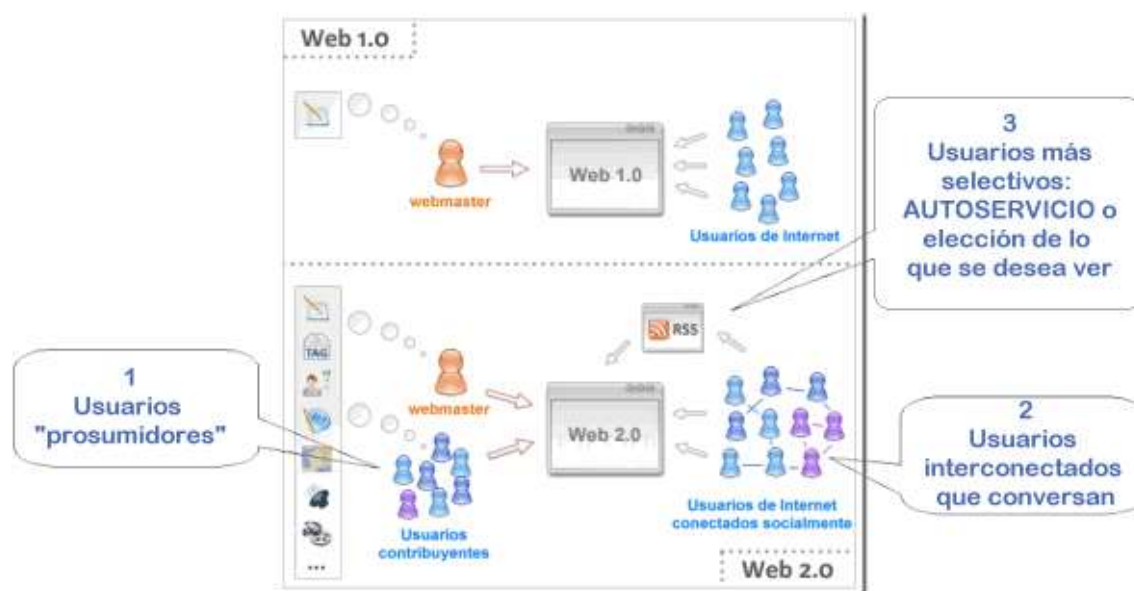 Web 1.0
webmaster
Web 1.0
Usuarios de Internet
3
Usuarios más
selectivos:
AUTOSERVICIO o
elección de lo
que se desea ver
TAG
RSS
1
Usuarios
"prosumidores"
webmaster
Web 2.0
Usuarios
contribuyentes
Usuarios de Internet
conectados socialmente
2
Usuarios
interconectados
que conversan
...
Web 2.0